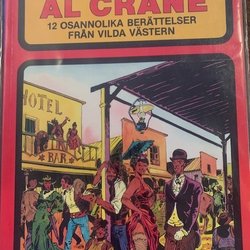 AL CRANE
12 OSANNOLIKA BERÄTTELSER
FRÅN VILDA VÄSTERN
HOTEL
BAR